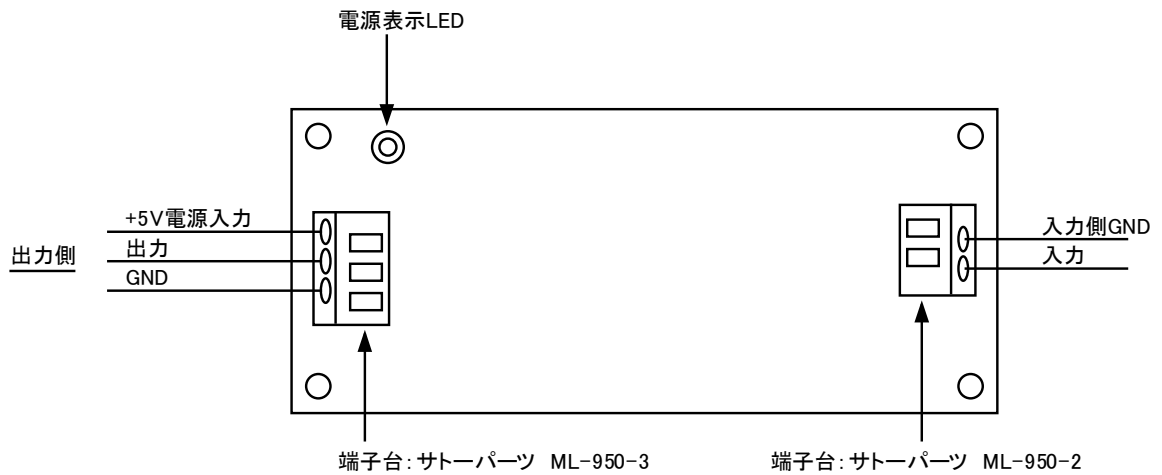 電源表示LED
+5V電源入力
出力側
出力
GND
入力側GND
入力
端子台：サトーパーツ ML-950-3
端子台：サトーパーツ ML-950-2